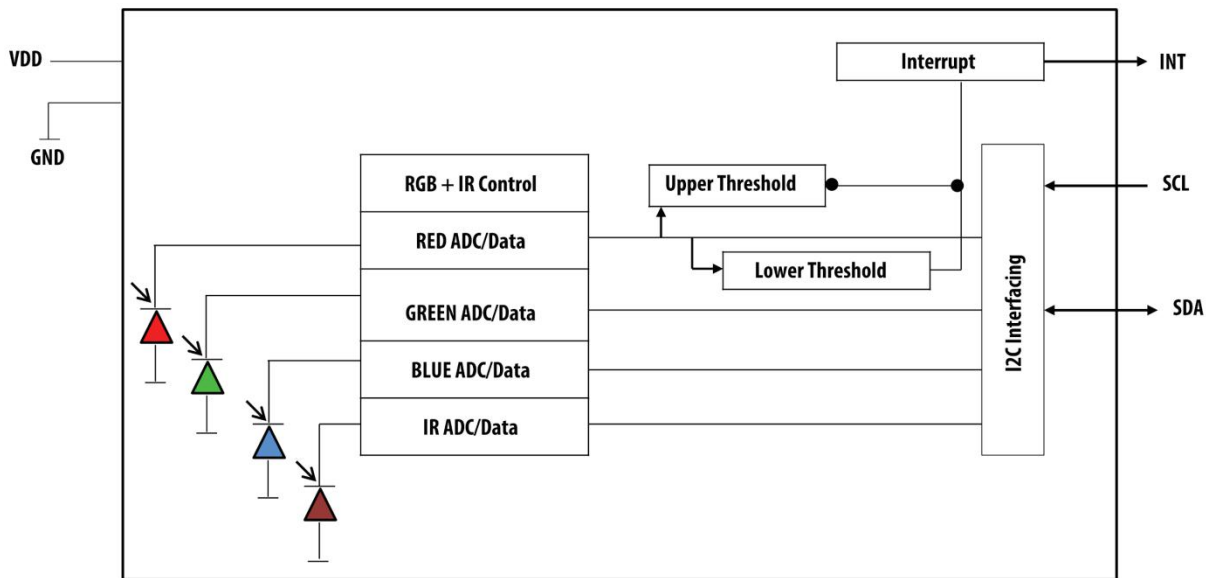 VDD
GND
Interrupt
INT
RGB + IR Control
Upper Threshold
SCL
RED ADC/Data
Lower Threshold
GREEN ADC/Data
SDA
I2C Interfacing
BLUE ADC/Data
IR ADC/Data